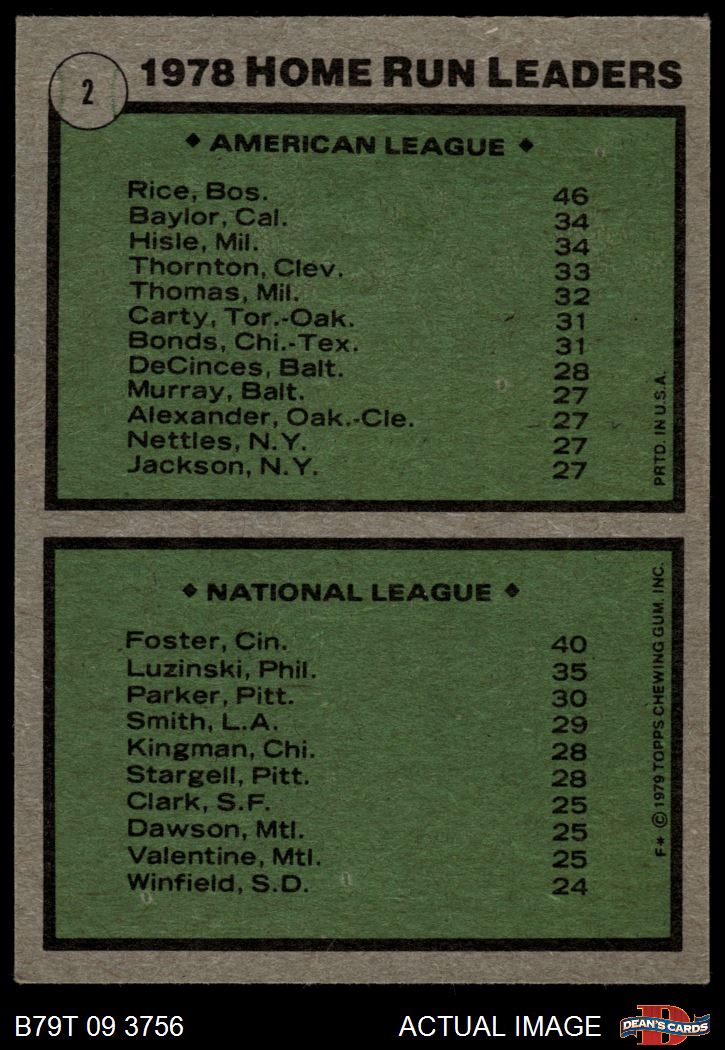 2
1978 HOME RUN LEADERS
♦ AMERICAN LEAGUE ♦
Rice, Bos. 46
Baylor, Cal. 34
Hisle, Mil. 34
Thornton, Clev. 33
Thomas, Mil. 32
Carty, Tor.-Oak. 31
Bonds, Chi.-Tex. 31
DeCinces, Balt. 28
Murray, Balt. 27
Alexander, Oak.-Cle. 27
Nettles, N.Y. 27
Jackson, N.Y. 27
PRTD. IN U.S.A.
♦ NATIONAL LEAGUE ♦
Foster, Cin. 40
Luzinski, Phil. 35
Parker, Pitt. 30
Smith, L.A. 29
Kingman, Chi. 28
Stargell, Pitt. 28
Clark, S.F. 25
Dawson, Mtl. 25
Valentine, Mtl. 25
Winfield, S.D. 24
F* © 1979 TOPPS CHEWING GUM, INC.
B79T 09 3756
ACTUAL IMAGE
D
DEAN'S CARDS